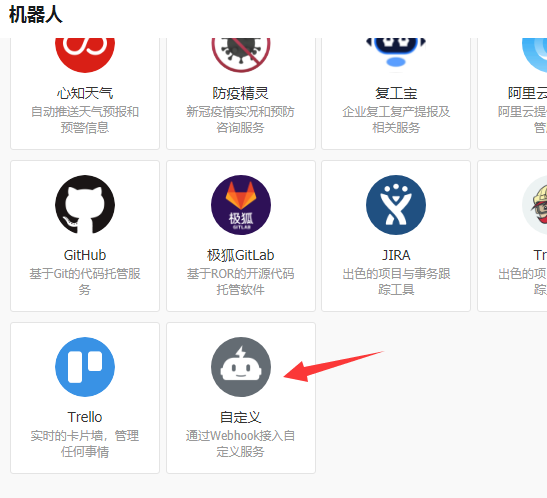 机器人
心知天气
自动推送天气预报和
预警信息
防疫精灵
新冠疫情实况和预防
咨询服务
复工宝
企业复工复产提报及
相关服务
阿里云
阿里云提
管
GitHub
基于Git的代码托管服
务
极狐
GITLAB
极狐GitLab
基于ROR的开源代码
托管软件
JIRA
出色的项目与事务跟
踪工具
Tr
出色的项
踪
Trello
实时的卡片墙，管理
任何事情
自定义
通过Webhook接入自
定义服务